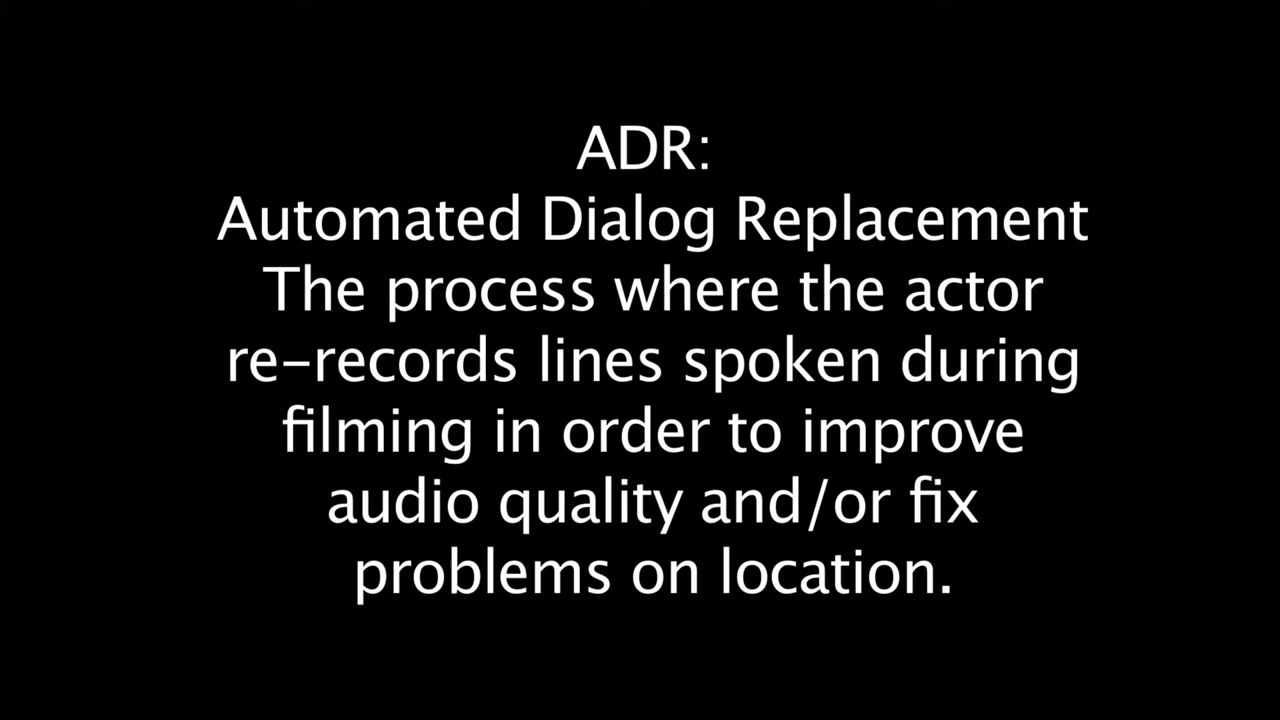 ADR:
Automated Dialog Replacement
The process where the actor
re-records lines spoken during
filming in order to improve
audio quality and/or fix
problems on location.